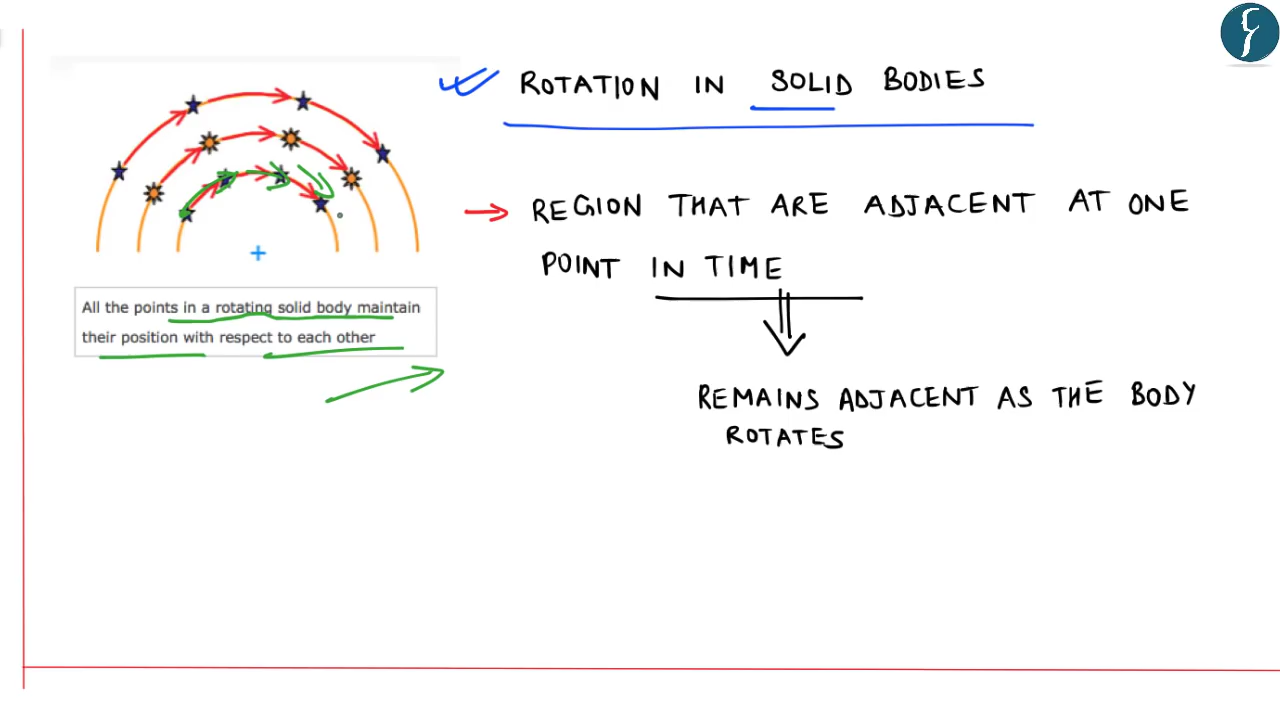 ROTATION IN SOLID BODIES
REGION THAT ARE ADJACENT AT ONE
POINT IN TIME
All the points in a rotating solid body maintain
their position with respect to each other
REMAINS ADJACENT AS THE BODY
ROTATES